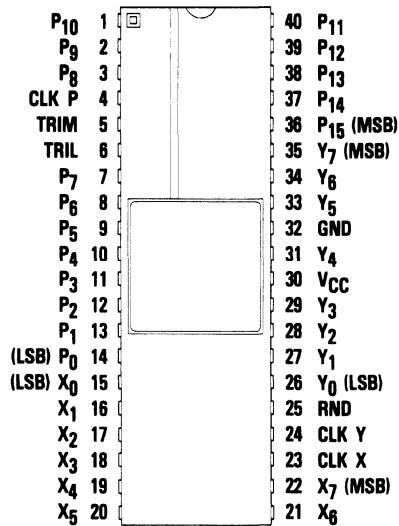 P10 1 40 P11
P9 2 39 P12
P8 3 38 P13
CLK P 4 37 P14
TRIM 5 36 P15 (MSB)
TRIL 6 35 Y7 (MSB)
P7 7 34 Y6
P6 8 33 Y5
P5 9 32 GND
P4 10 31 Y4
P3 11 30 VCC
P2 12 29 Y3
P1 13 28 Y2
(LSB) P0 14 27 Y1
(LSB) X0 15 26 Y0 (LSB)
X1 16 25 RND
X2 17 24 CLK Y
X3 18 23 CLK X
X4 19 22 X7 (MSB)
X5 20 21 X6